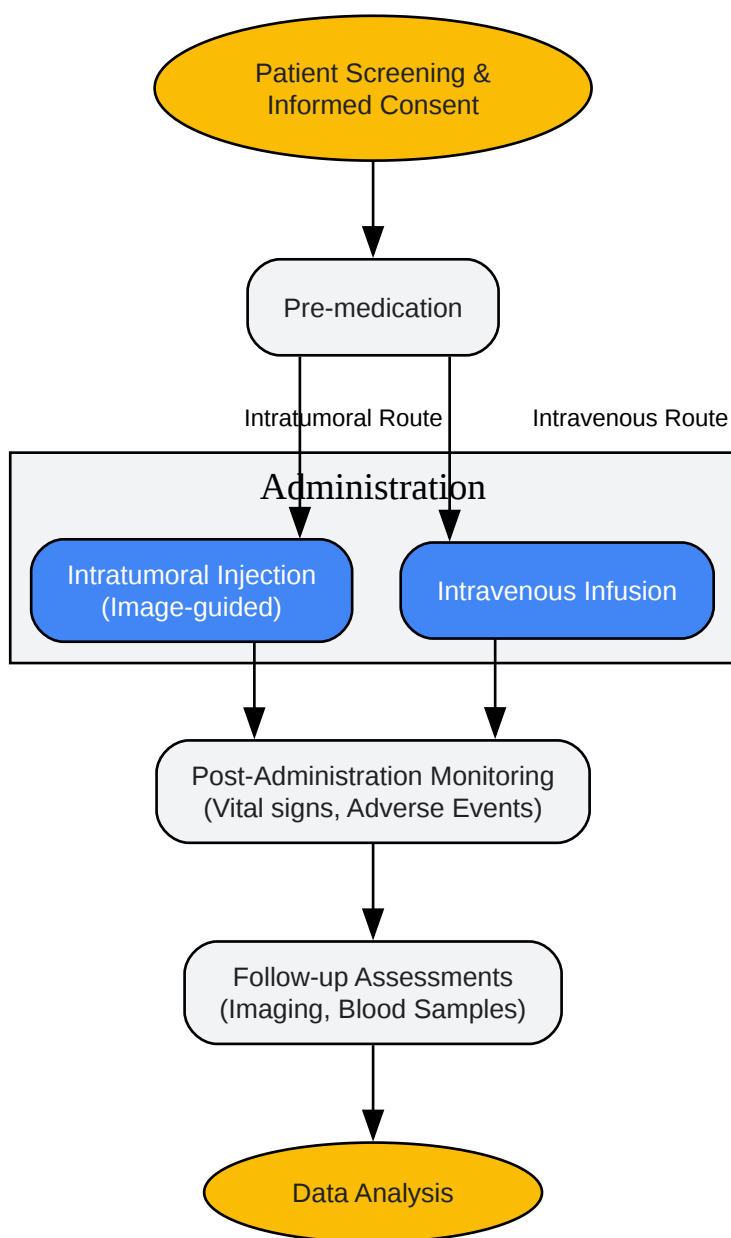 Patient Screening &
Informed Consent
Pre-medication
Intratumoral Route
Intravenous Route
Administration
Intratumoral Injection
(Image-guided)
Intravenous Infusion
Post-Administration Monitoring
(Vital signs, Adverse Events)
Follow-up Assessments
(Imaging, Blood Samples)
Data Analysis